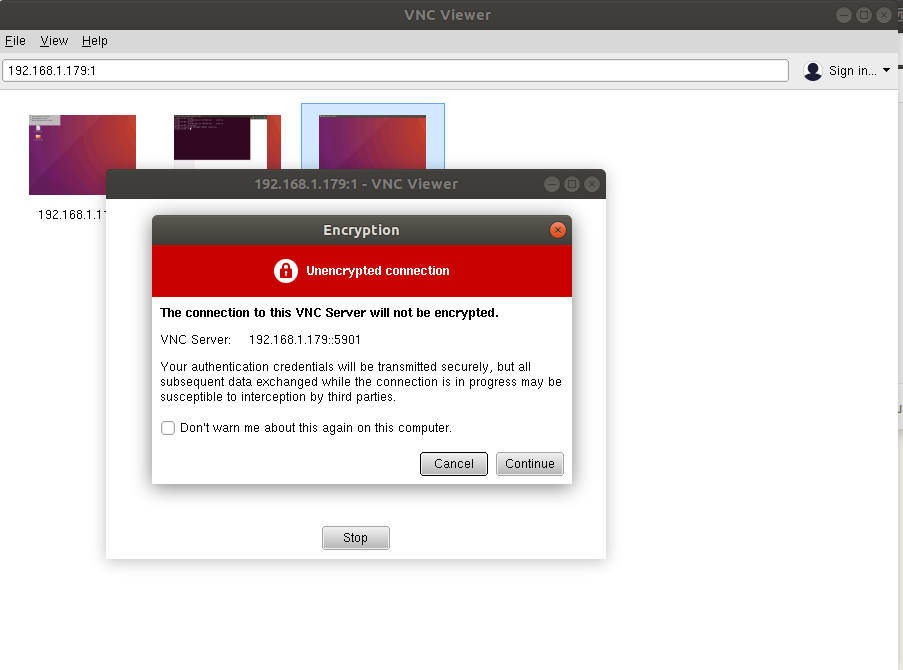 VNC Viewer
File View Help
192.168.1.179:1
Sign in...
192.168.1.179:1 - VNC Viewer
192.168.1.1
Encryption
Unencrypted connection
The connection to this VNC Server will not be encrypted.
VNC Server: 192.168.1.179::5901
Your authentication credentials will be transmitted securely, but all
subsequent data exchanged while the connection is in progress may be
susceptible to interception by third parties.
Don't warn me about this again on this computer.
Cancel Continue
Stop